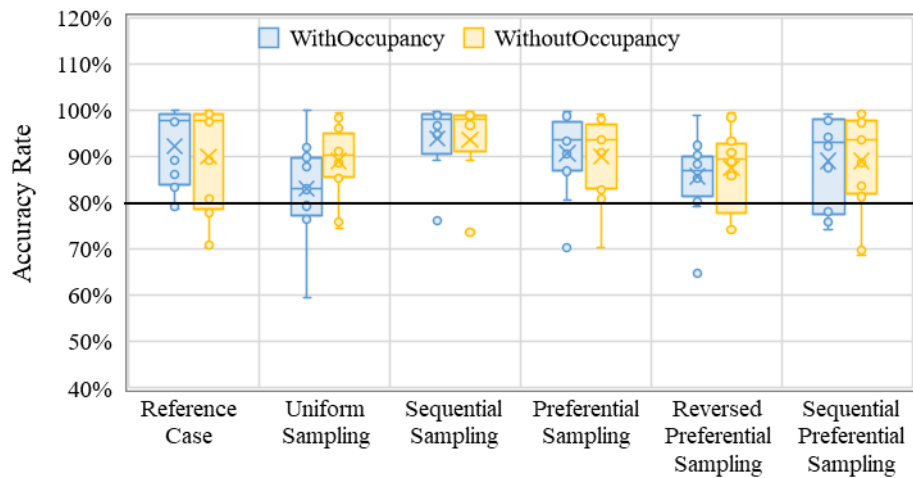 120%
WithOccupancy WithoutOccupancy
110%
100%
90%
80%
70%
60%
50%
40%
Accuracy Rate
Reference
Case
Uniform
Sampling
Sequential
Sampling
Preferential
Sampling
Reversed
Preferential
Sampling
Sequential
Preferential
Sampling